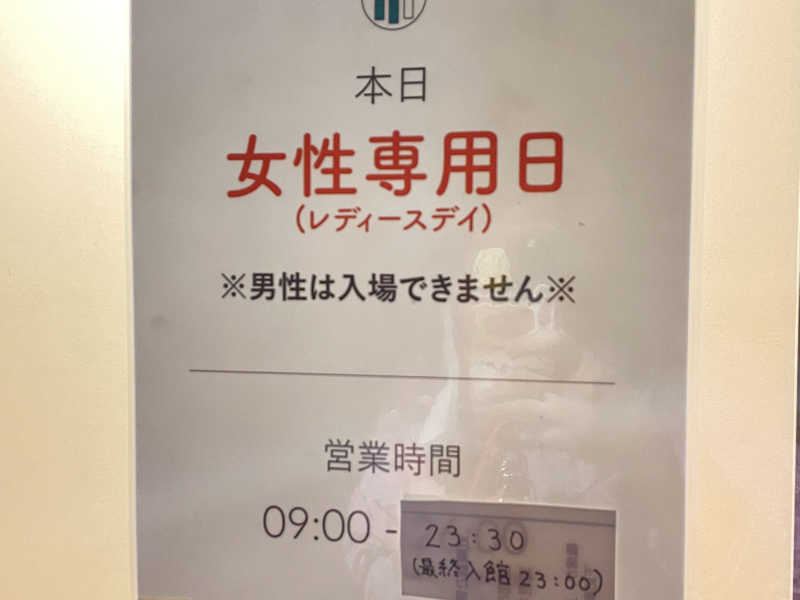 本日
女性専用日
(レディースデイ)
※男性は入場できません※
営業時間
09:00 - 23:30
(最終入館 23:00)